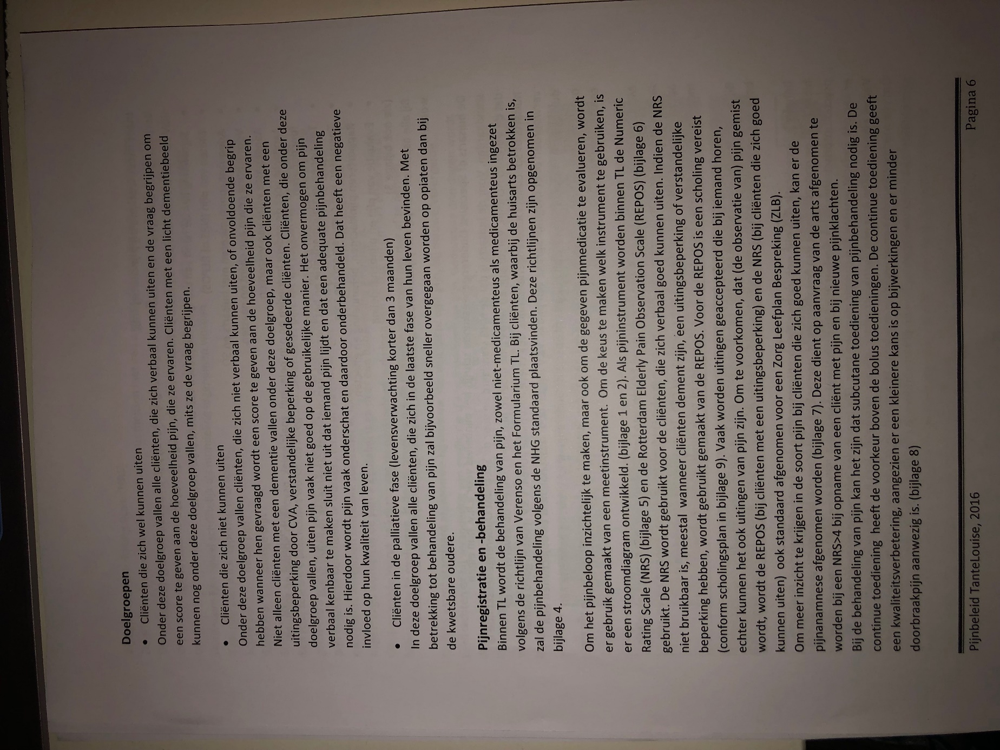 Doelgroepen
• Cliënten die zich wel kunnen uiten
Onder deze doelgroep vallen alle cliënten, die zich verbaal kunnen uiten en de vraag begrijpen om
een score te geven aan de hoeveelheid pijn, die ze ervaren. Cliënten met een licht dementiebeeld
kunnen nog onder deze doelgroep vallen, mits ze de vraag begrijpen.
• Cliënten die zich niet kunnen uiten
Onder deze doelgroep vallen cliënten, die zich niet verbaal kunnen uiten, of onvoldoende begrip
hebben wanneer hen gevraagd wordt een score te geven aan de hoeveelheid pijn die ze ervaren.
Niet alleen cliënten met een dementie vallen onder deze doelgroep, maar ook cliënten met een
uitingsbeperking door CVA, verstandelijke beperking of gesedeerde cliënten. Cliënten, die onder deze
doelgroep vallen, uiten pijn vaak niet goed op de gebruikelijke manier. Het onvermogen om pijn
verbaal kenbaar te maken sluit niet uit dat iemand pijn lijdt en dat een adequate pijnbehandeling
nodig is. Hierdoor wordt pijn vaak onderschat en daardoor onderbehandeld. Dat heeft een negatieve
invloed op hun kwaliteit van leven.
• Cliënten in de palliatieve fase (levensverwachting korter dan 3 maanden)
In deze doelgroep vallen alle cliënten, die zich in de laatste fase van hun leven bevinden. Met
betrekking tot behandeling van pijn zal bijvoorbeeld sneller overgegaan worden op opiaten dan bij
de kwetsbare oudere.
Pijnregistratie en -behandeling
Binnen TL wordt de behandeling van pijn, zowel niet-medicamenteus als medicamenteus ingezet
volgens de richtlijn van Verenso en het Formularium TL. Bij cliënten, waarbij de huisarts betrokken is,
zal de pijnbehandeling volgens de NHG standaard plaatsvinden. Deze richtlijnen zijn opgenomen in
bijlage 4.
Om het pijnbeloop inzichtelijk te maken, maar ook om de gegeven pijnmedicatie te evalueren, wordt
er gebruik gemaakt van een meetinstrument. Om de keus te maken welk instrument te gebruiken, is
er een stroomdiagram ontwikkeld. (bijlage 1 en 2). Als pijninstrument worden binnen TL de Numeric
Rating Scale (NRS) (bijlage 5) en de Rotterdam Elderly Pain Observation Scale (REPOS) (bijlage 6)
gebruikt. De NRS wordt gebruikt voor de cliënten, die zich verbaal goed kunnen uiten. Indien de NRS
niet bruikbaar is, meestal wanneer cliënten dement zijn, een uitingsbeperking of verstandelijke
beperking hebben, wordt gebruikt gemaakt van de REPOS. Voor de REPOS is een scholing vereist
(conform scholingsplan in bijlage 9). Vaak worden uitingen geaccepteerd die bij iemand horen,
echter kunnen het ook uitingen van pijn zijn. Om te voorkomen, dat (de observatie van) pijn gemist
wordt, wordt de REPOS (bij cliënten met een uitingsbeperking) en de NRS (bij cliënten die zich goed
kunnen uiten) ook standaard afgenomen voor een Zorg Leefplan Bespreking (ZLB).
Om meer inzicht te krijgen in de soort pijn bij cliënten die zich goed kunnen uiten, kan er de
pijnanamnese afgenomen worden (bijlage 7). Deze dient op aanvraag van de arts afgenomen te
worden bij een NRS>4 bij opname van een cliënt met pijn en bij nieuwe pijnklachten.
Bij de behandeling van pijn kan het zijn dat subcutane toediening van pijnbehandeling nodig is. De
continue toediening heeft de voorkeur boven de bolus toedieningen. De continue toediening geeft
een kwaliteitsverbetering, aangezien er een kleinere kans is op bijwerkingen en er minder
doorbraakpijn aanwezig is. (bijlage 8)
Pijnbeleid TanteLouise, 2016 Pagina 6